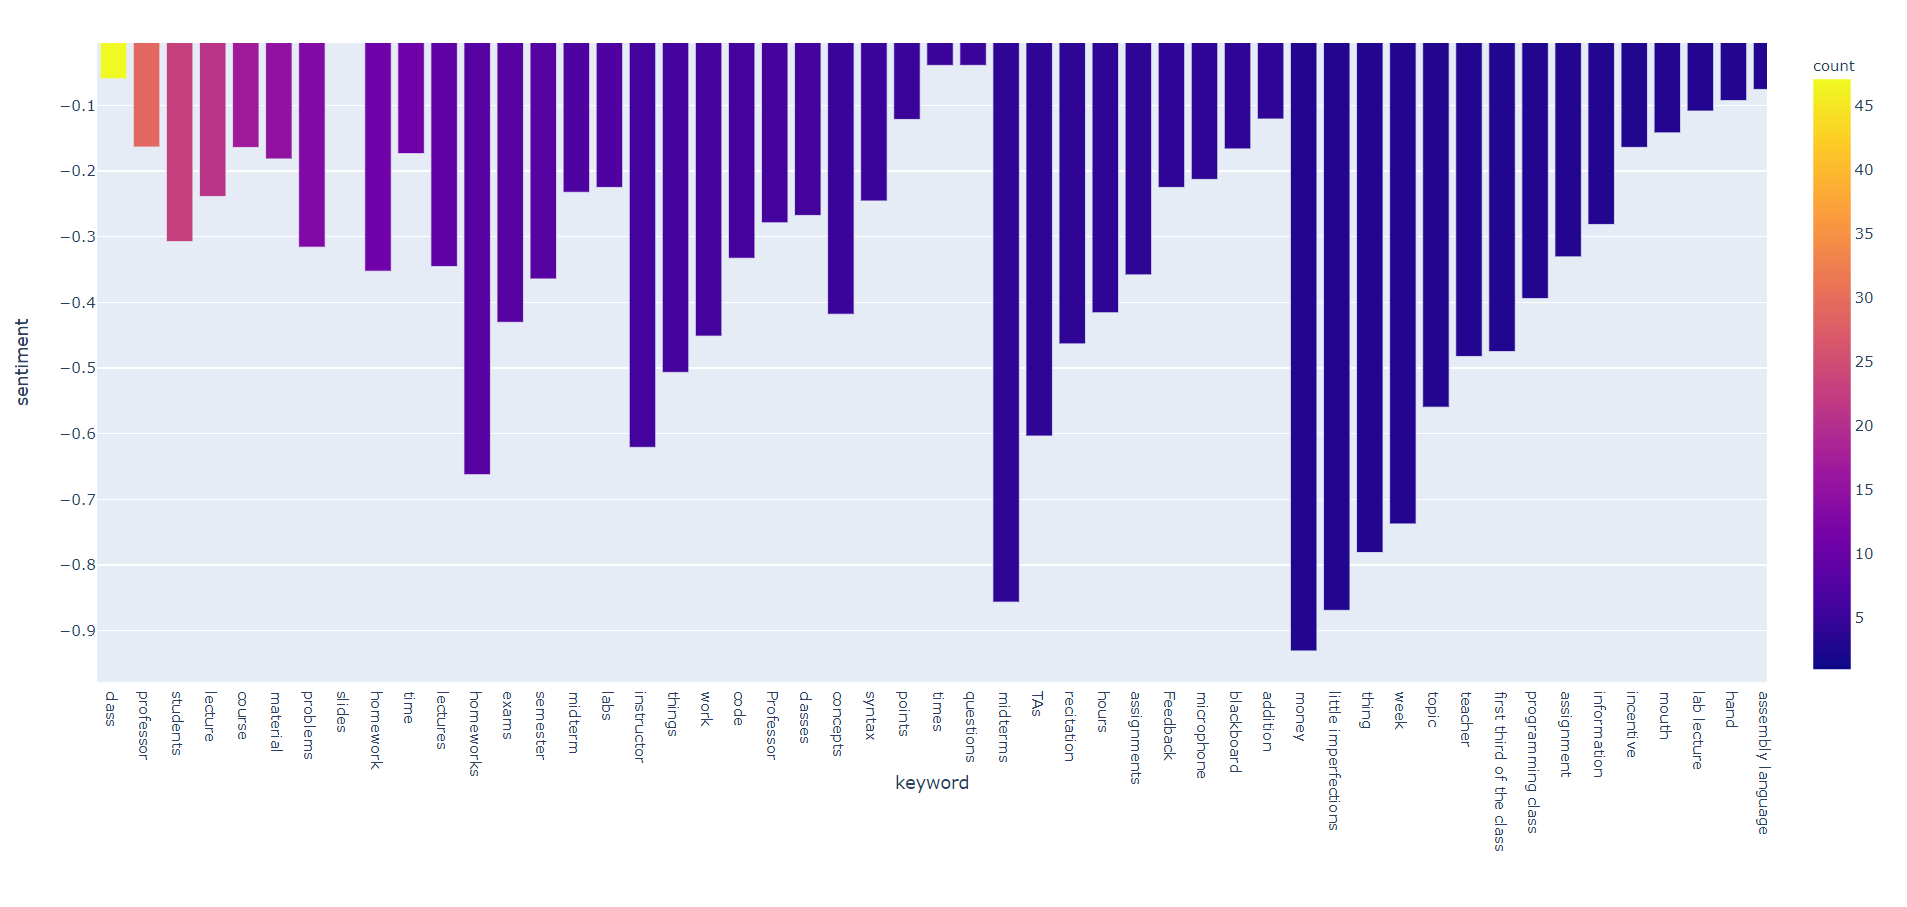 count
45
40
35
30
25
20
15
10
5
−0.1
−0.2
−0.3
−0.4
−0.5
−0.6
−0.7
−0.8
−0.9
sentiment
class
professor
students
lecture
course
material
problems
slides
homework
time
lectures
homeworks
exams
semester
midterm
labs
instructor
things
work
code
Professor
classes
concepts
syntax
points
times
questions
midterms
TAs
recitation
hours
assignments
Feedback
microphone
blackboard
addition
money
little imperfections
thing
week
topic
teacher
first third of the class
programming class
assignment
information
incentive
mouth
lab lecture
hand
assembly language
keyword